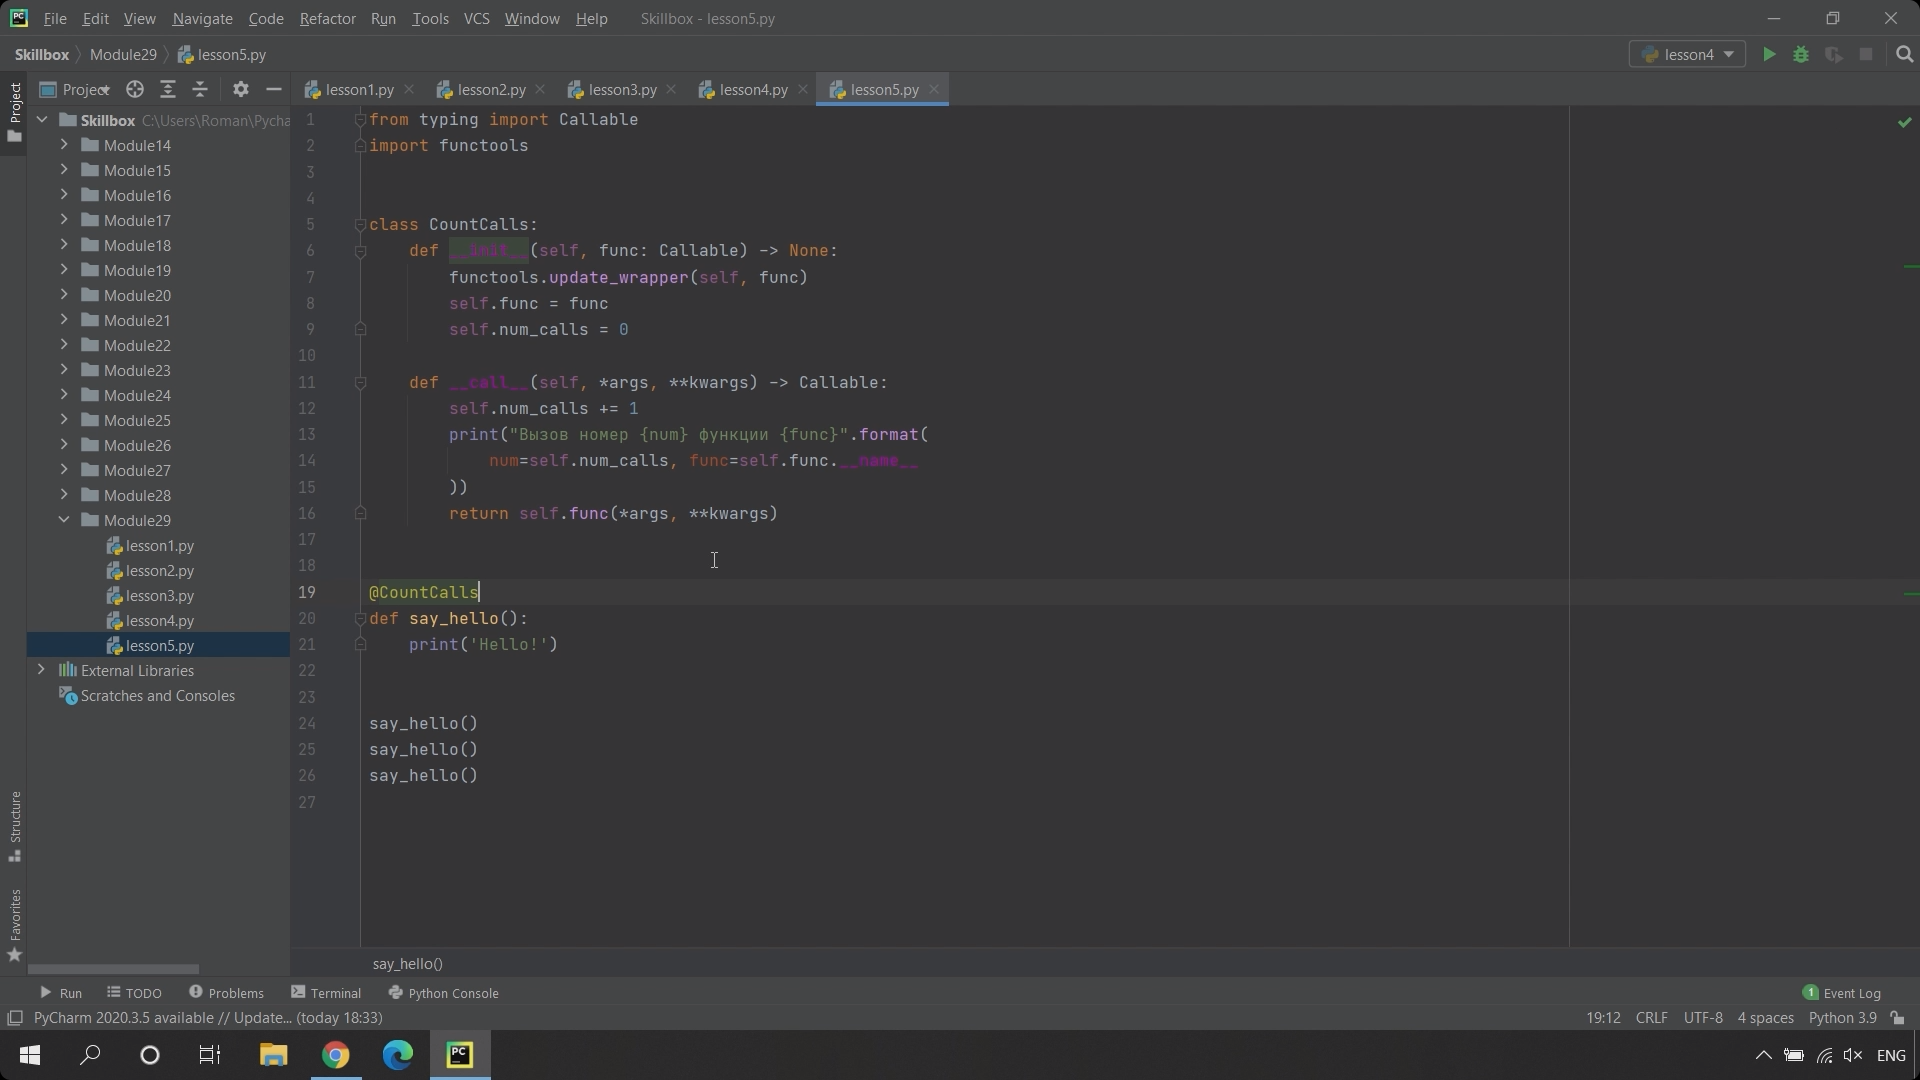 PC File Edit View Navigate Code Refactor Run Tools VCS Window Help Skillbox - lesson5.py
Skillbox Module29 lesson5.py lesson4
Project
Project
lesson1.py lesson2.py lesson3.py lesson4.py lesson5.py
Skillbox C:\Users\Roman\Pycha
Module14
Module15
Module16
Module17
Module18
Module19
Module20
Module21
Module22
Module23
Module24
Module25
Module26
Module27
Module28
Module29
lesson1.py
lesson2.py
lesson3.py
lesson4.py
lesson5.py
External Libraries
Scratches and Consoles
Structure
Favorites
1 from typing import Callable
2 import functools
3
4
5 class CountCalls:
6 def __init__(self, func: Callable) -> None:
7 functools.update_wrapper(self, func)
8 self.func = func
9 self.num_calls = 0
10
11 def __call__(self, *args, **kwargs) -> Callable:
12 self.num_calls += 1
13 print("Вызов номер {num} функции {func}".format(
14 num=self.num_calls, func=self.func.__name__
15 ))
16 return self.func(*args, **kwargs)
17
18
19 @CountCalls
20 def say_hello():
21 print('Hello!')
22
23
24 say_hello()
25 say_hello()
26 say_hello()
27
say_hello()
Run TODO Problems Terminal Python Console 1 Event Log
PyCharm 2020.3.5 available // Update... (today 18:33) 19:12 CRLF UTF-8 4 spaces Python 3.9
PC ENG